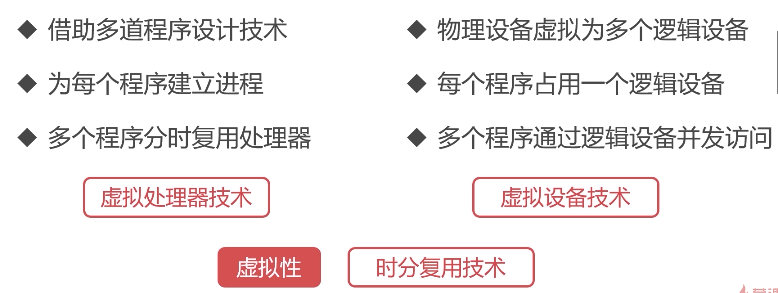 借助多道程序设计技术
为每个程序建立进程
多个程序分时复用处理器
虚拟处理器技术
物理设备虚拟为多个逻辑设备
每个程序占用一个逻辑设备
多个程序通过逻辑设备并发访问
虚拟设备技术
虚拟性
时分复用技术